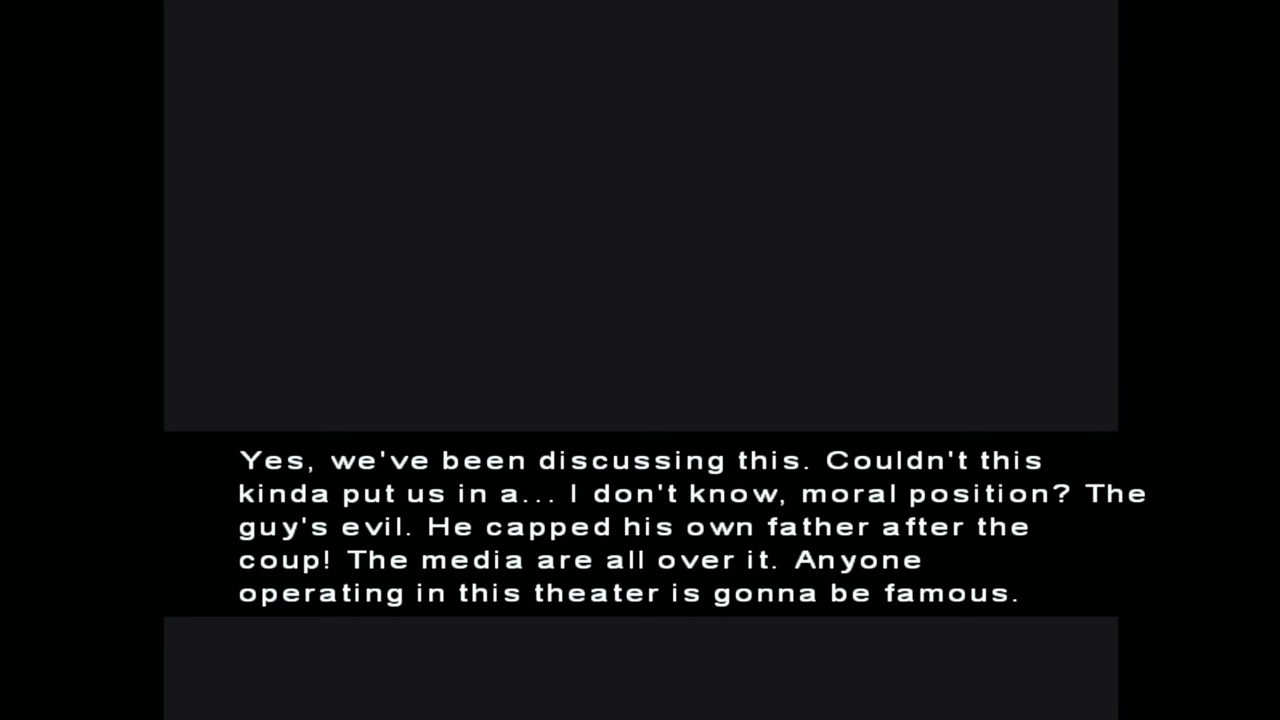 Yes, we've been discussing this. Couldn't this
kinda put us in a... I don't know, moral position? The
guy's evil. He capped his own father after the
coup! The media are all over it. Anyone
operating in this theater is gonna be famous.